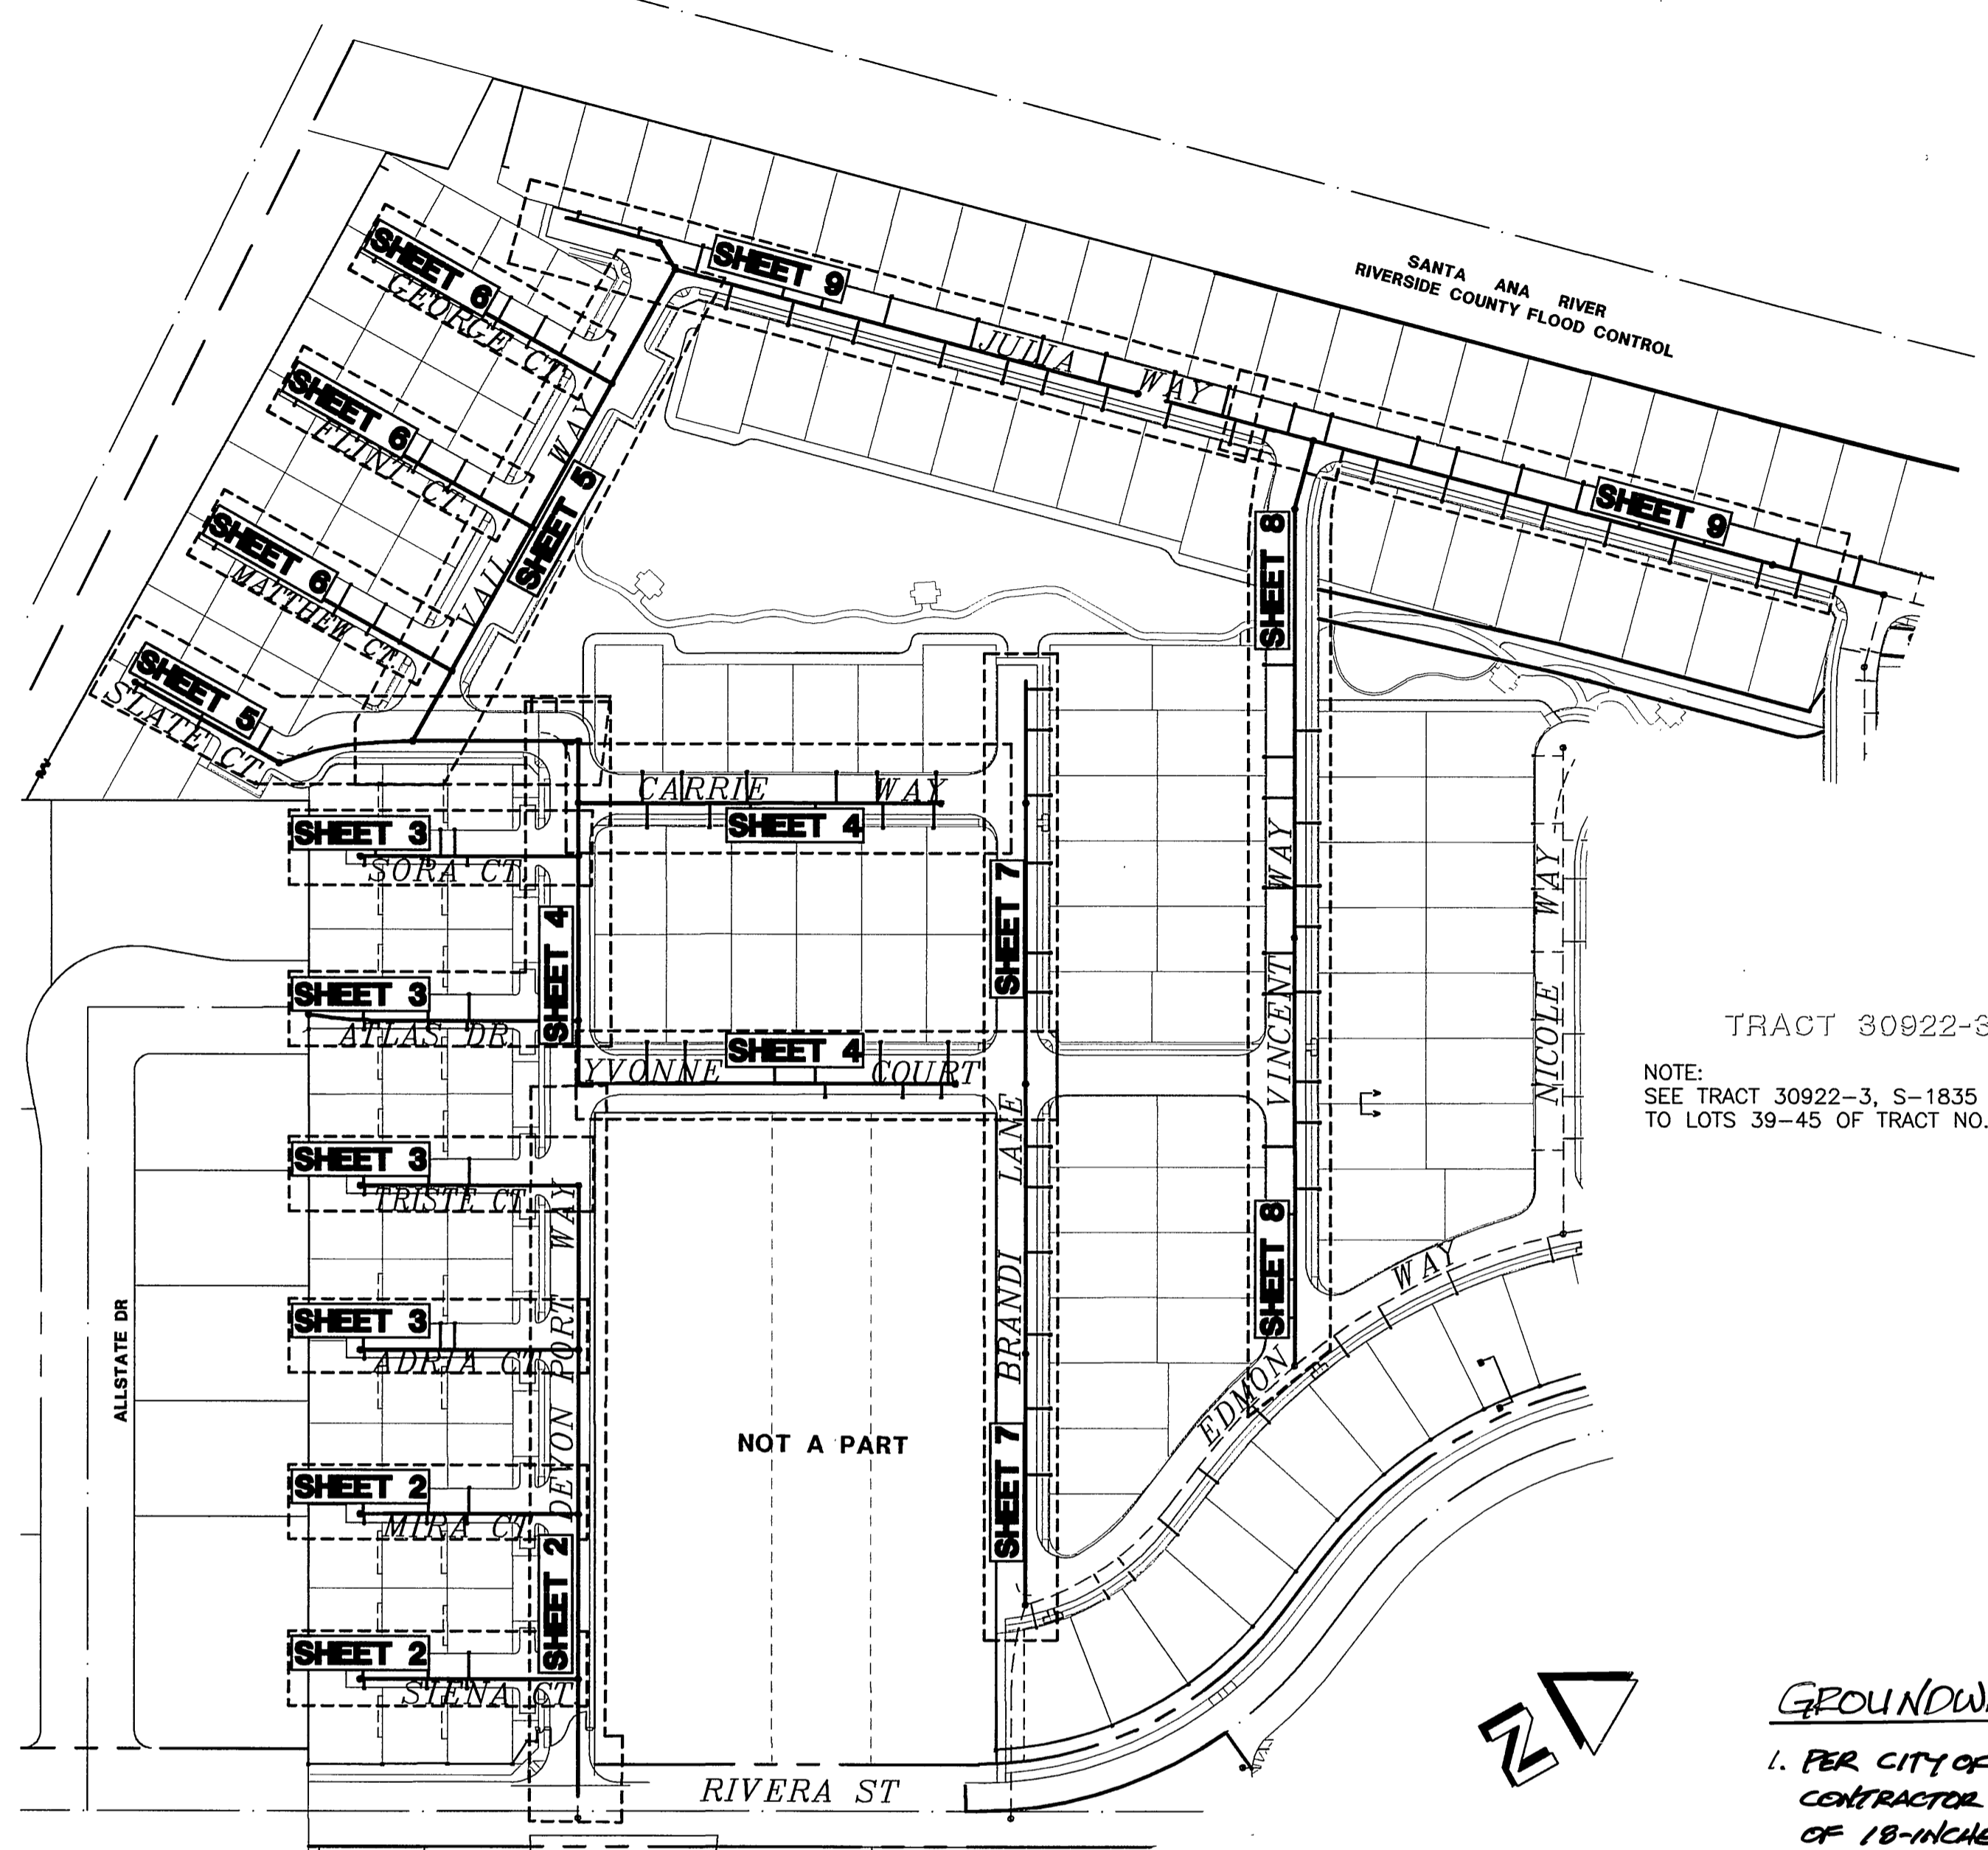 SANTA ANA RIVER
RIVERSIDE COUNTY FLOOD CONTROL
SHEET 9
JULIA WAY
SHEET 9
SHEET 6
GEORGE CT.
SHEET 6
FLINT CT.
SHEET 6
MATTHEW CT.
SHEET 5
SLATE CT.
VAIL WAY
SHEET 5
SHEET 8
VINCENT WAY
SHEET 8
CARRIE WAY
SHEET 4
SHEET 3
SORA CT.
SHEET 4
SHEET 7
SHEET 3
ATLAS DR.
SHEET 4
YVONNE COURT
NICOLE WAY
TRACT 30922-3
NOTE:
SEE TRACT 30922-3, S-1835
TO LOTS 39-45 OF TRACT NO.
SHEET 3
TRISTE CT.
SHEET 3
ADRIA CT.
DEVON PORT WAY
BRANDI LANE
EDMON WAY
ALLSTATE DR
NOT A PART
SHEET 7
SHEET 2
MIRA CT.
SHEET 2
SHEET 2
SIENA CT.
RIVERA ST
N
1. PER CITY OF
CONTRACTOR